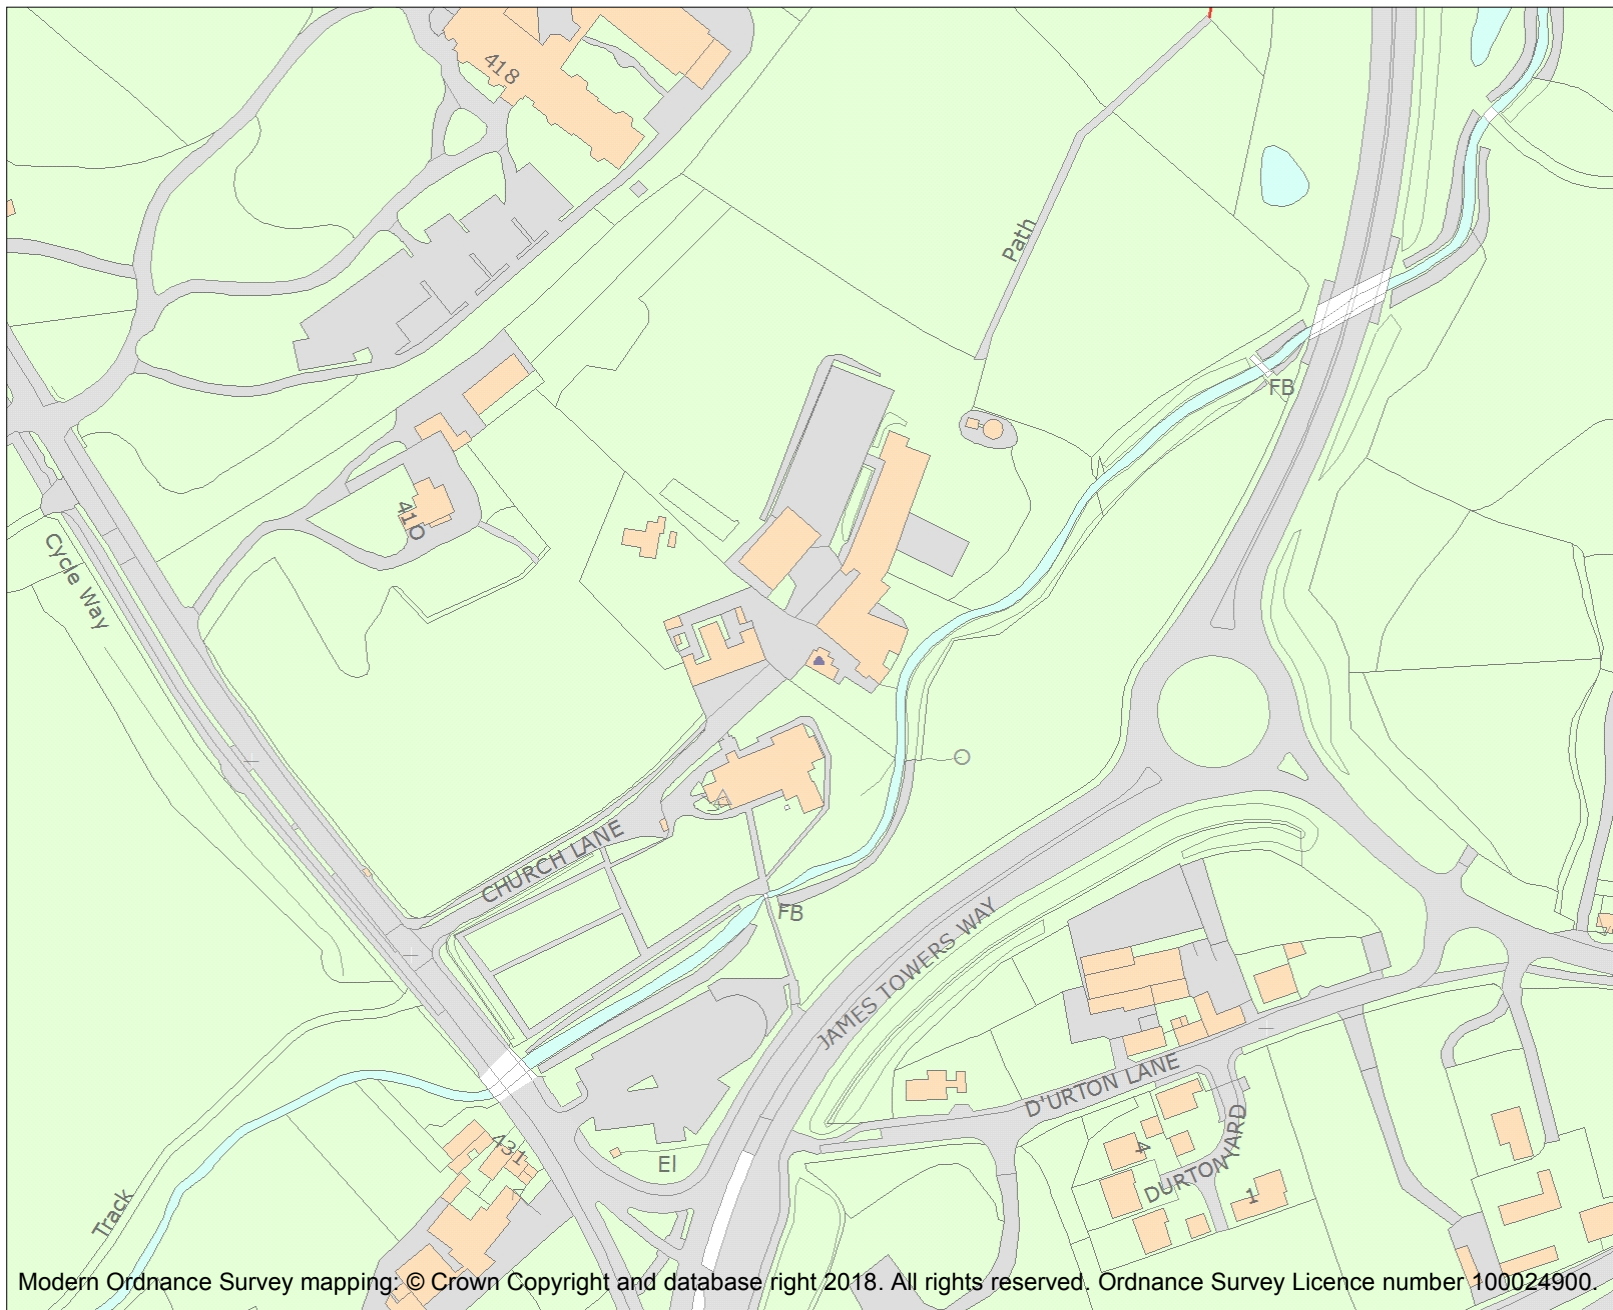 418
Path
FB
410
Cycle Way
CHURCH LANE
FB
JAMES TOWERS WAY
D'URTON LANE
431
El
4
DURTON YARD
1
Track
Modern Ordnance Survey mapping: © Crown Copyright and database right 2018. All rights reserved. Ordnance Survey Licence number 100024900.